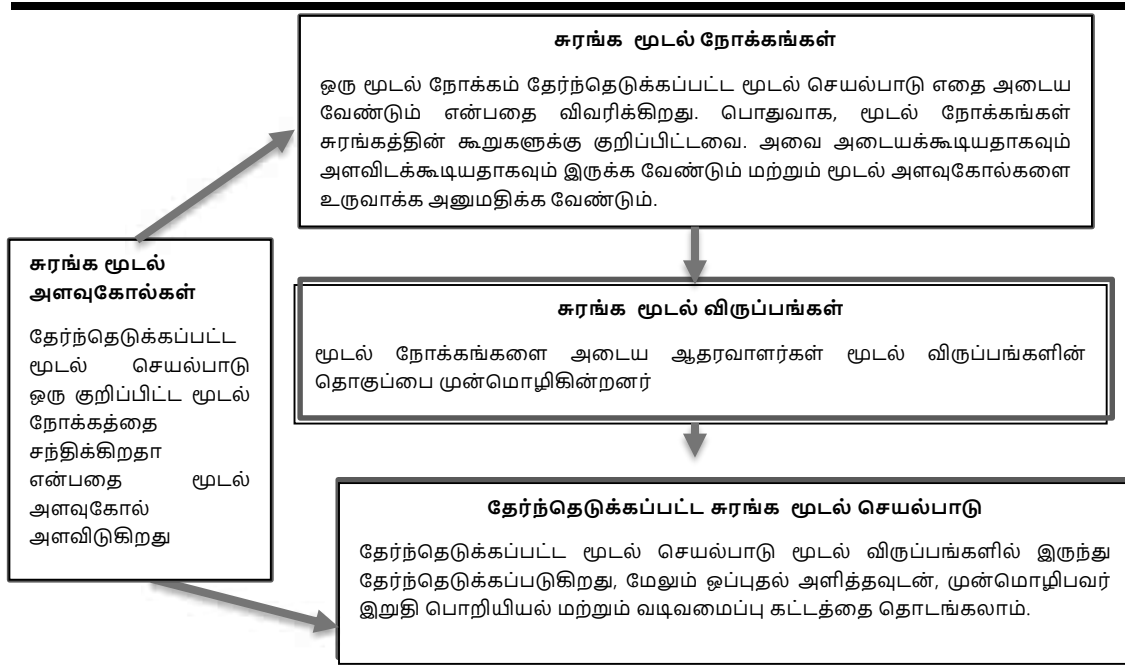 சுரங்க மூடல் நோக்கங்கள்
ஒரு மூடல் நோக்கம் தேர்ந்தெடுக்கப்பட்ட மூடல் செயல்பாடு எதை அடைய
வேண்டும் என்பதை விவரிக்கிறது. பொதுவாக, மூடல் நோக்கங்கள்
சுரங்கத்தின் கூறுகளுக்கு குறிப்பிட்டவை. அவை அடையக்கூடியதாகவும்
அளவிடக்கூடியதாகவும் இருக்க வேண்டும் மற்றும் மூடல் அளவுகோல்களை
உருவாக்க அனுமதிக்க வேண்டும்.
சுரங்க மூடல்
அளவுகோல்கள்
தேர்ந்தெடுக்கப்பட்ட
மூடல் செயல்பாடு
ஒரு குறிப்பிட்ட மூடல்
நோக்கத்தை
சந்திக்கிறதா
என்பதை மூடல்
அளவுகோல்
அளவிடுகிறது
சுரங்க மூடல் விருப்பங்கள்
மூடல் நோக்கங்களை அடைய ஆதரவாளர்கள் மூடல் விருப்பங்களின்
தொகுப்பை முன்மொழிகின்றனர்
தேர்ந்தெடுக்கப்பட்ட சுரங்க மூடல் செயல்பாடு
தேர்ந்தெடுக்கப்பட்ட மூடல் செயல்பாடு மூடல் விருப்பங்களில் இருந்து
தேர்ந்தெடுக்கப்படுகிறது, மேலும் ஒப்புதல் அளித்தவுடன், முன்மொழிபவர்
இறுதி பொறியியல் மற்றும் வடிவமைப்பு கட்டத்தை தொடங்கலாம்.